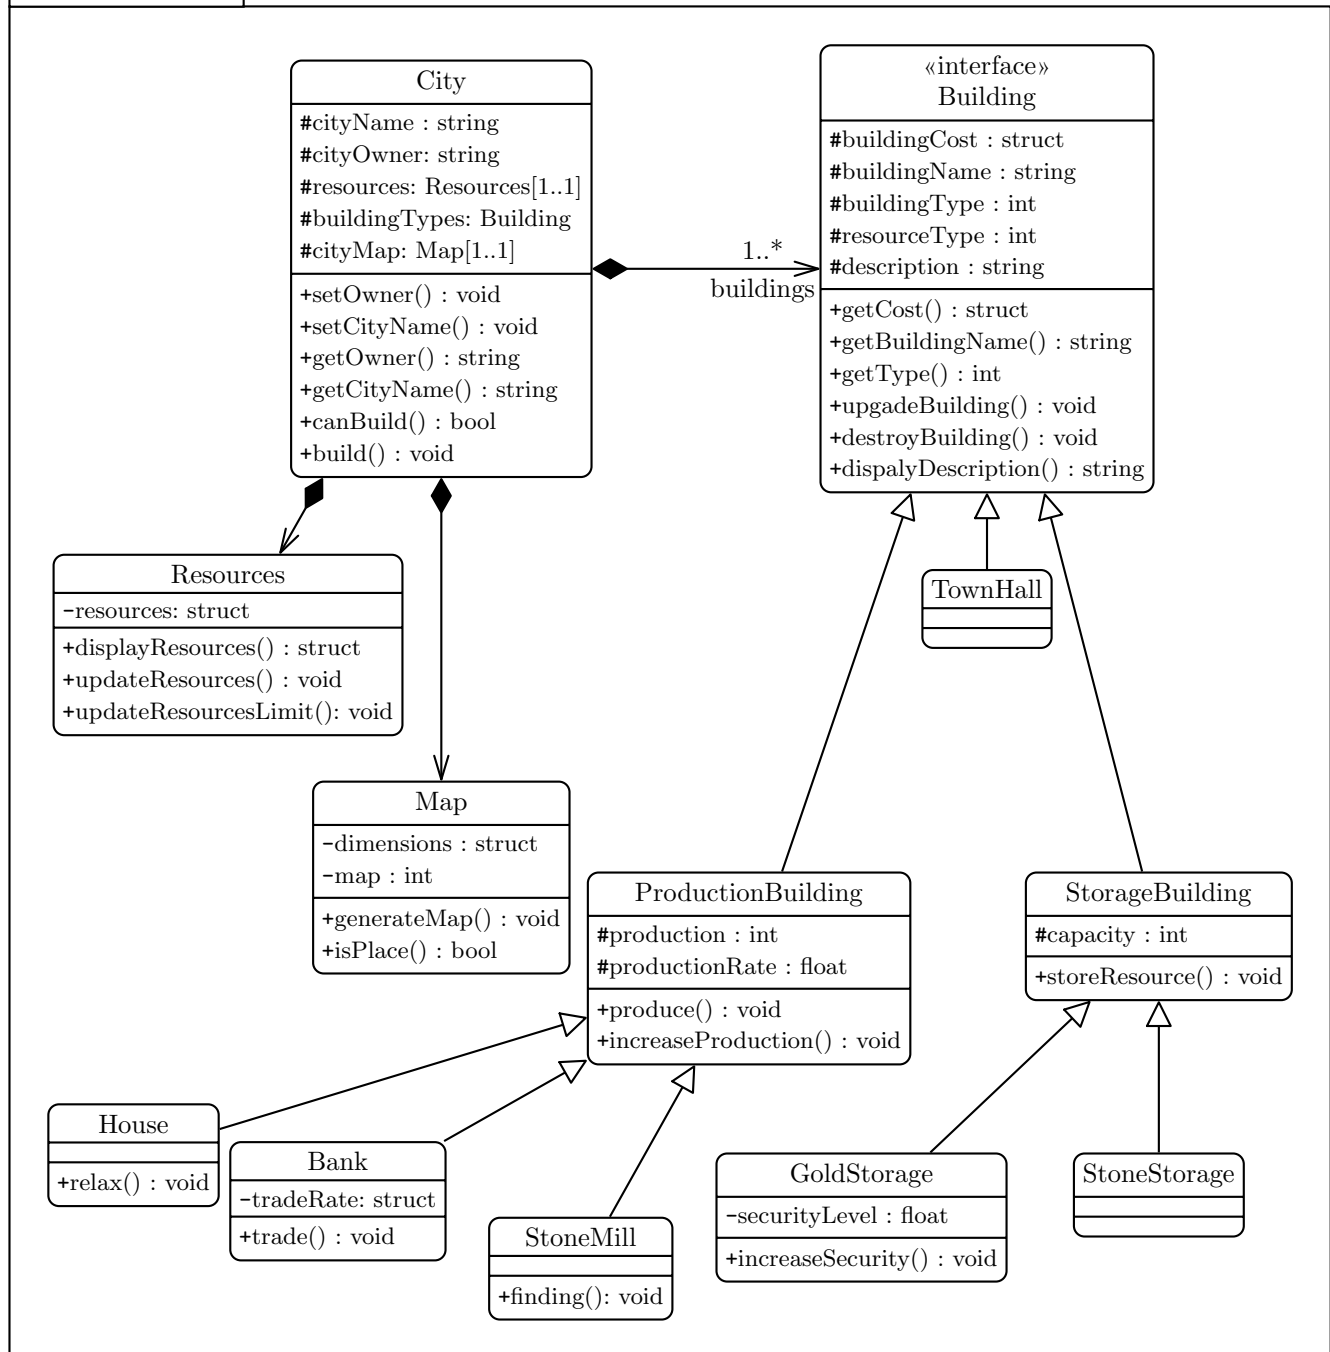 City
#cityName : string
#cityOwner: string
#resources: Resources[1..1]
#buildingTypes: Building
#cityMap: Map[1..1]
+setOwner() : void
+setCityName() : void
+getOwner() : string
+getCityName() : string
+canBuild() : bool
+build() : void
1..*
buildings
«interface»
Building
#buildingCost : struct
#buildingName : string
#buildingType : int
#resourceType : int
#description : string
+getCost() : struct
+getBuildingName() : string
+getType() : int
+upgadeBuilding() : void
+destroyBuilding() : void
+dispalyDescription() : string
Resources
-resources: struct
+displayResources() : struct
+updateResources() : void
+updateResourcesLimit(): void
TownHall
Map
-dimensions : struct
-map : int
+generateMap() : void
+isPlace() : bool
ProductionBuilding
#production : int
#productionRate : float
+produce() : void
+increaseProduction() : void
StorageBuilding
#capacity : int
+storeResource() : void
House
+relax() : void
Bank
-tradeRate: struct
+trade() : void
StoneMill
+finding(): void
GoldStorage
-securityLevel : float
+increaseSecurity() : void
StoneStorage